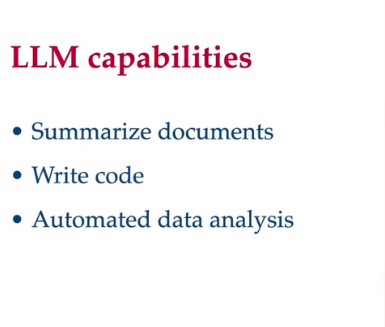 LLM capabilities
• Summarize documents
• Write code
• Automated data analysis